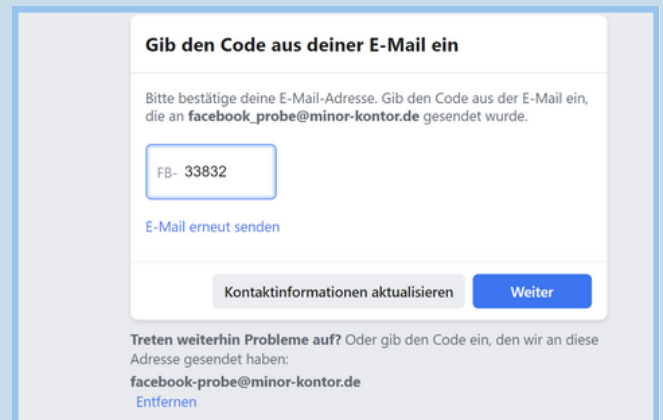 Gib den Code aus deiner E-Mail ein
Bitte bestätige deine E-Mail-Adresse. Gib den Code aus der E-Mail ein,
die an facebook_probe@minor-kontor.de gesendet wurde.
FB- 33832
E-Mail erneut senden
Kontaktinformationen aktualisieren Weiter
Treten weiterhin Probleme auf? Oder gib den Code ein, den wir an diese
Adresse gesendet haben:
facebook-probe@minor-kontor.de
Entfernen